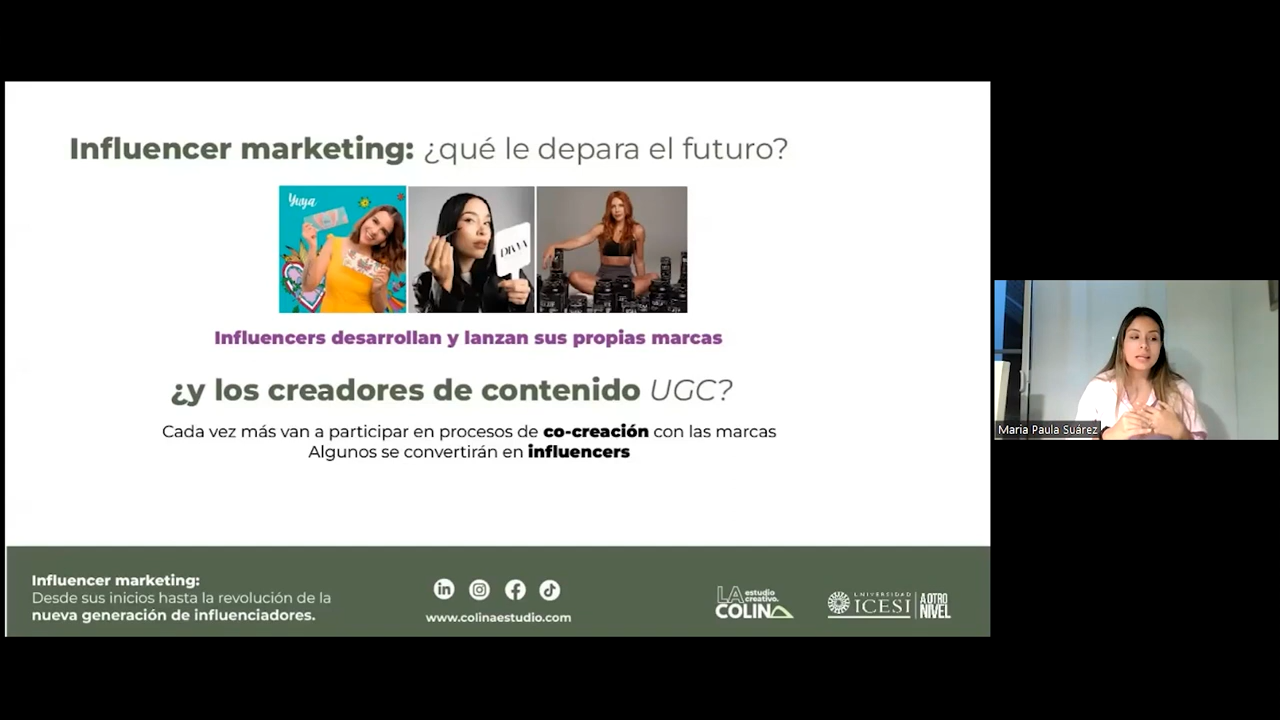 Influencer marketing: ¿qué le depara el futuro?
Yuya
DIVVA
Influencers desarrollan y lanzan sus propias marcas
¿y los creadores de contenido UGC?
Cada vez más van a participar en procesos de co-creación con las marcas
Algunos se convertirán en influencers
Maria Paula Suárez
Influencer marketing:
Desde sus inicios hasta la revolución de la
nueva generación de influenciadores.
in
www.colinaestudio.com
LA estudio creativo.
COLINA
UNIVERSIDAD
ICESI
A OTRO
NIVEL